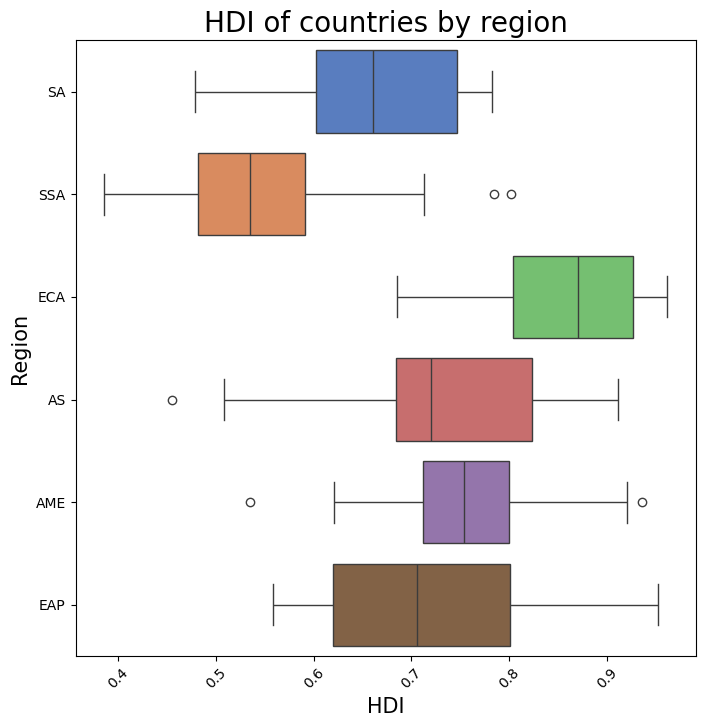 HDI of countries by region
SA
SSA
ECA
AS
AME
EAP
Region
0.4
0.5
0.6
0.7
0.8
0.9
HDI